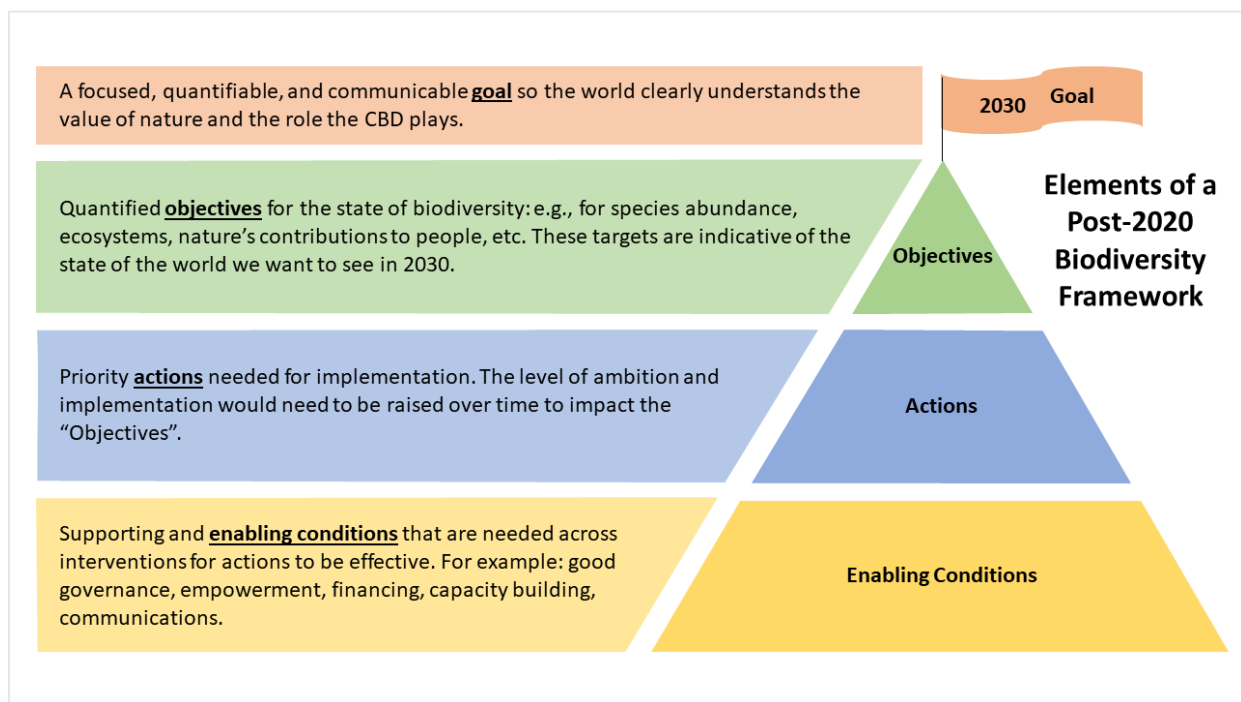 A focused, quantifiable, and communicable goal so the world clearly understands the
value of nature and the role the CBD plays.
2030 Goal
Elements of a
Post-2020
Biodiversity
Framework
Quantified objectives for the state of biodiversity: e.g., for species abundance,
ecosystems, nature’s contributions to people, etc. These targets are indicative of the
state of the world we want to see in 2030.
Objectives
Priority actions needed for implementation. The level of ambition and
implementation would need to be raised over time to impact the
“Objectives”.
Actions
Supporting and enabling conditions that are needed across
interventions for actions to be effective. For example: good
governance, empowerment, financing, capacity building,
communications.
Enabling Conditions